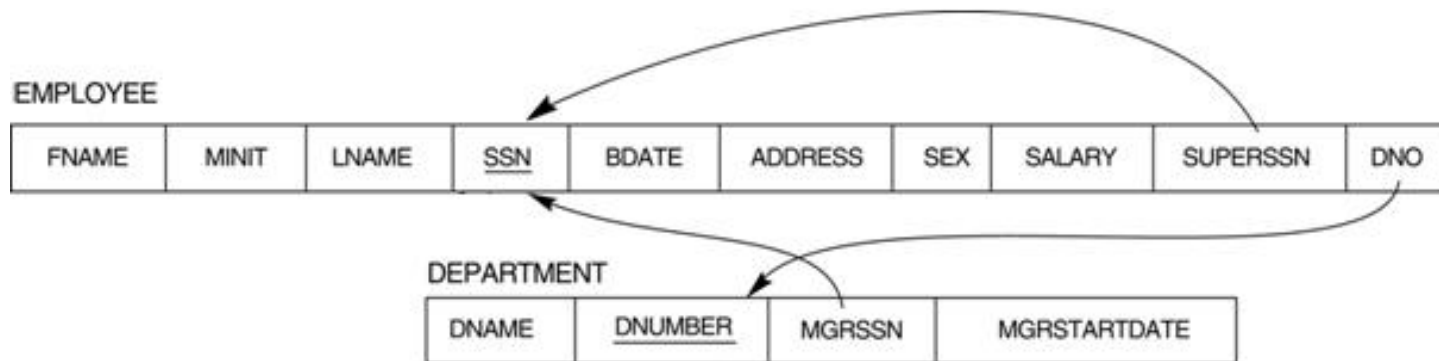 EMPLOYEE
FNAME MINIT LNAME SSN BDATE ADDRESS SEX SALARY SUPERSSN DNO
DEPARTMENT
DNAME DNUMBER MGRSSN MGRSTARTDATE